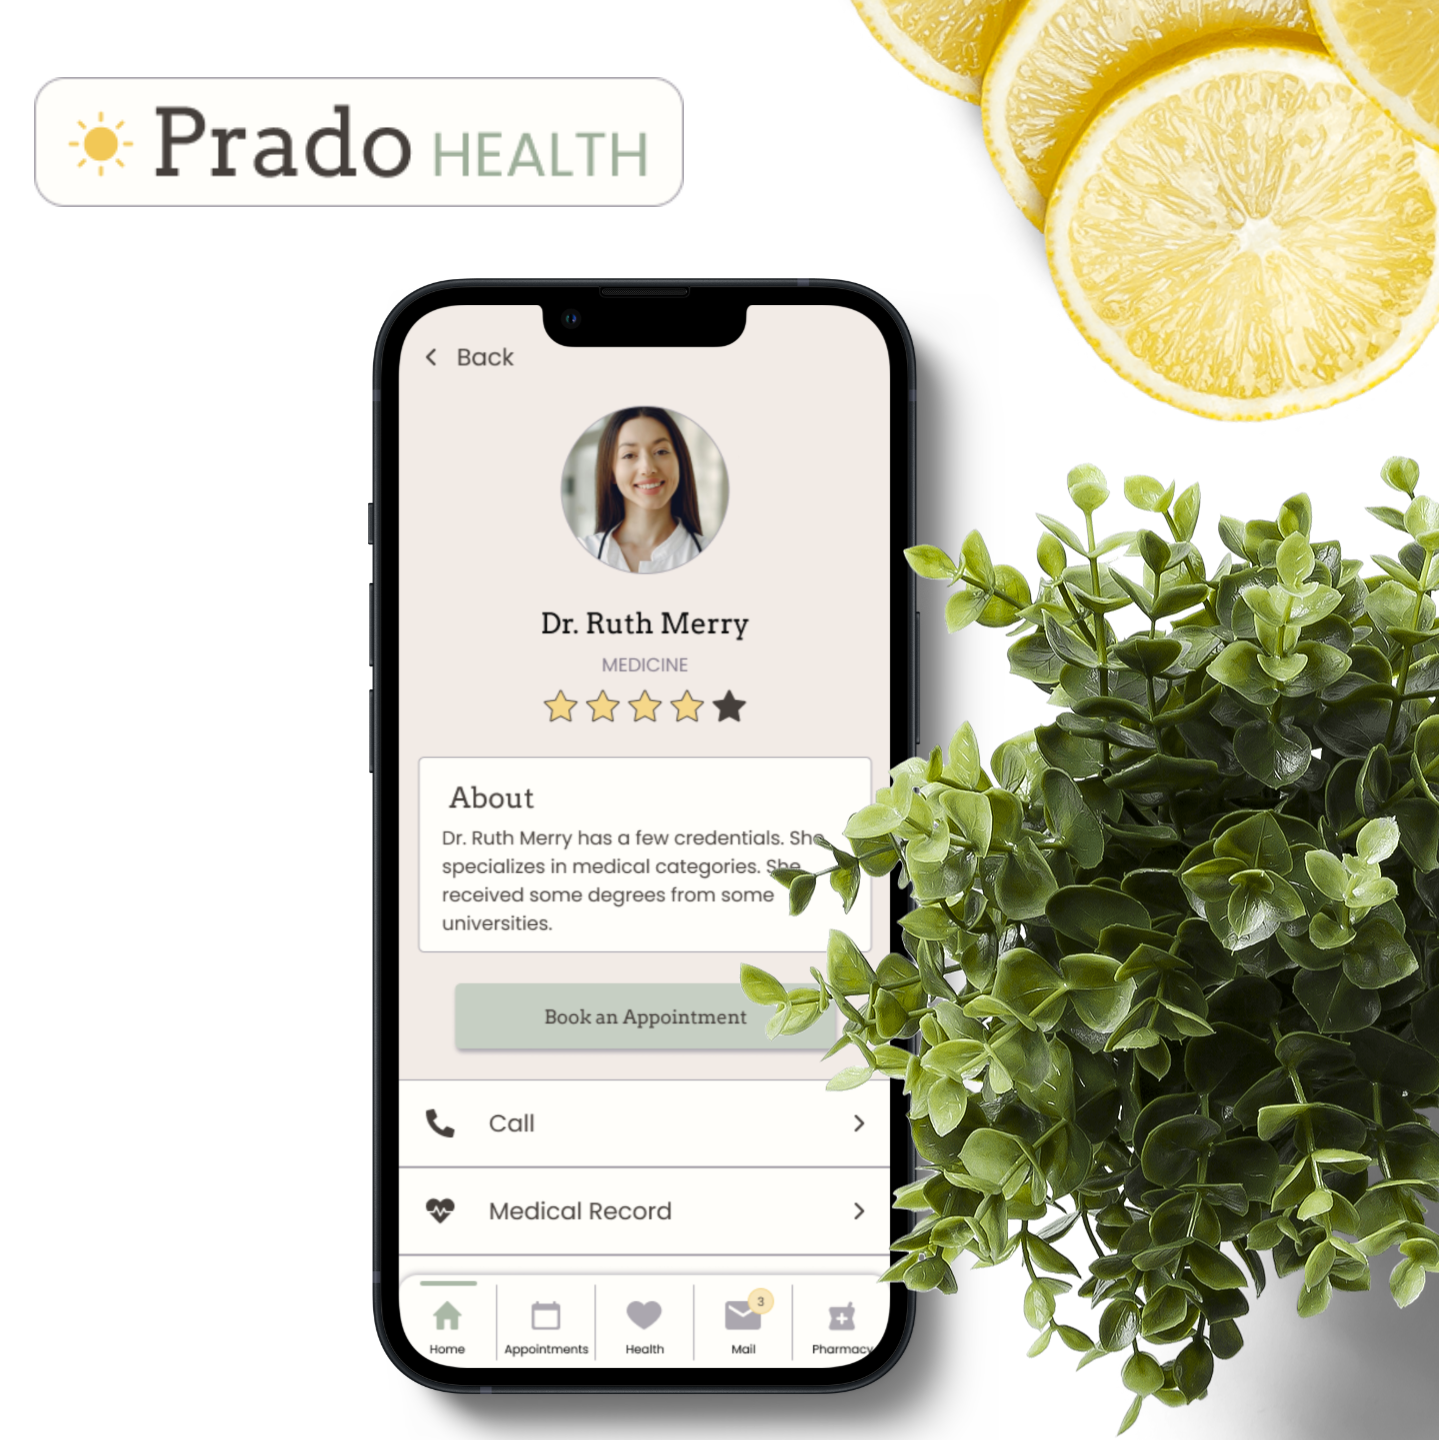 Prado HEALTH
Back
Dr. Ruth Merry
MEDICINE
About
Dr. Ruth Merry has a few credentials. She
specializes in medical categories. She
received some degrees from some
universities.
Book an Appointment
Call
Medical Record
3
Home Appointments Health Mail Pharmacy